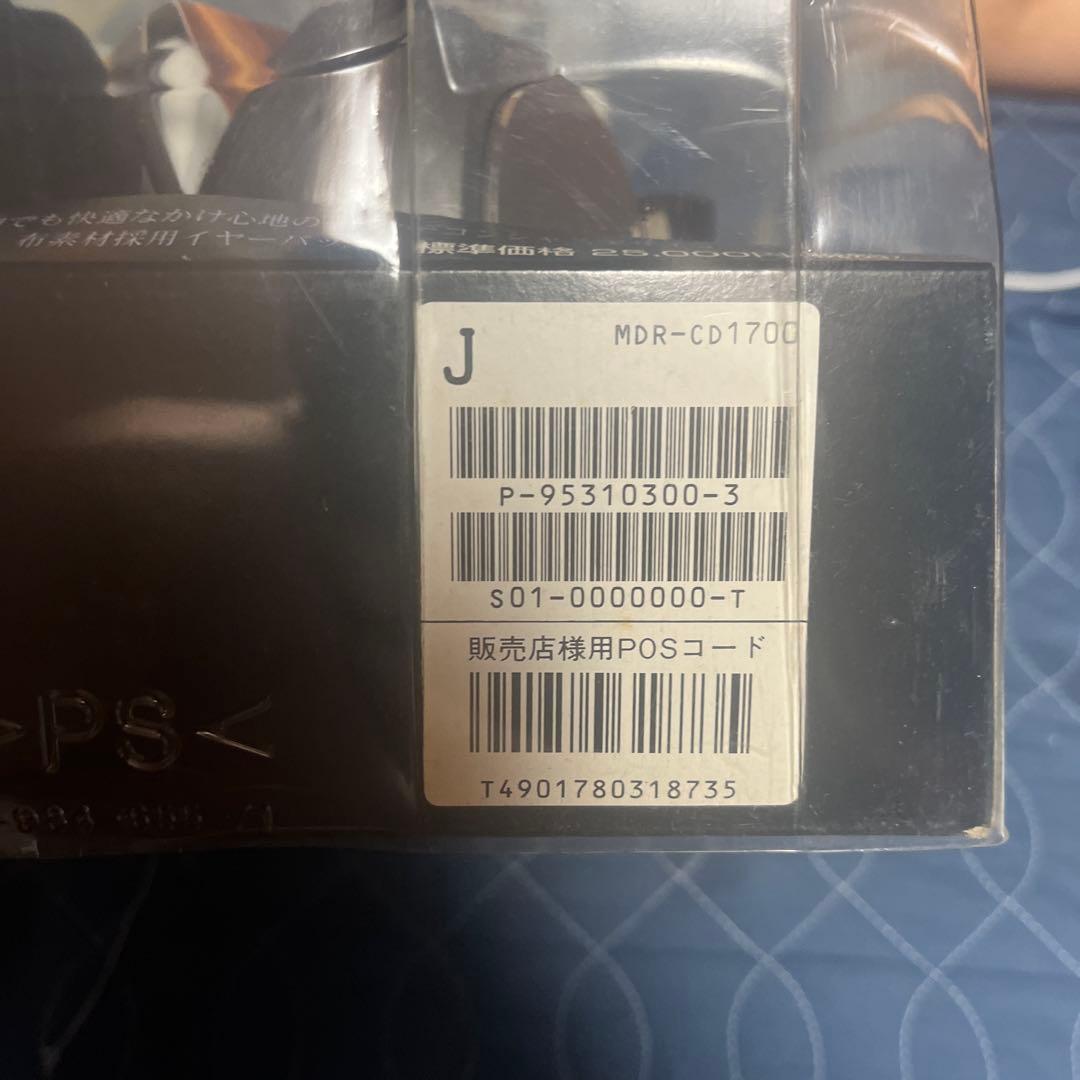 でも快適なかけ心地の
布素材採用イヤーパッ
標準価格 25,000
J
MDR-CD1700
P-95310300-3
S01-0000000-T
販売店様用POSコード
T4901780318735
>PS<